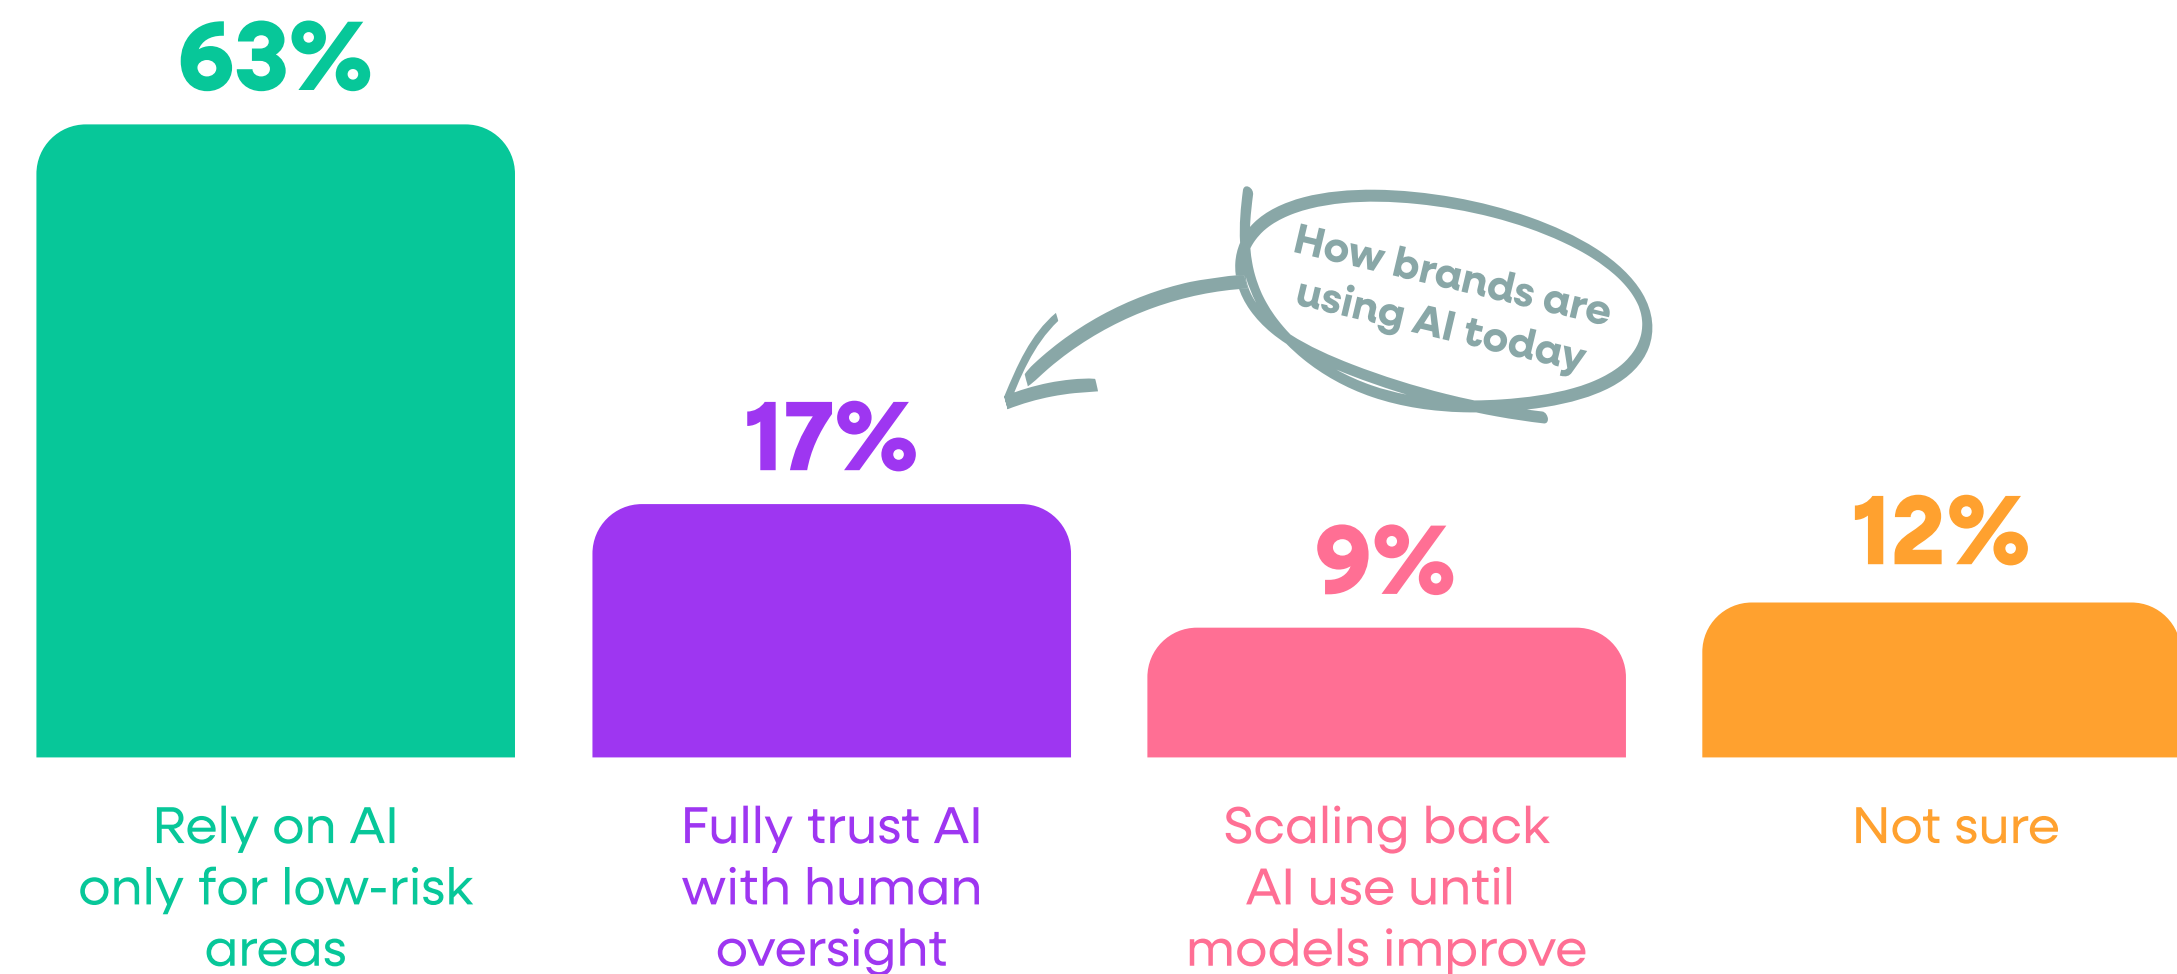 63%
How brands are
using AI today
17%
9%
12%
Rely on AI
only for low-risk
areas
Fully trust AI
with human
oversight
Scaling back
AI use until
models improve
Not sure